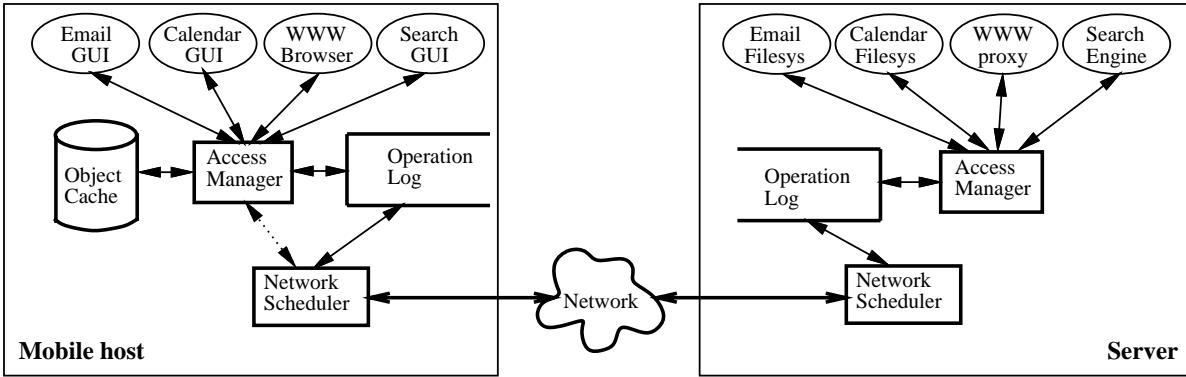 Email
GUI
Calendar
GUI
WWW
Browser
Search
GUI
Object
Cache
Access
Manager
Operation
Log
Network
Scheduler
Mobile host
Network
Email
Filesys
Calendar
Filesys
WWW
proxy
Search
Engine
Operation
Log
Access
Manager
Network
Scheduler
Server